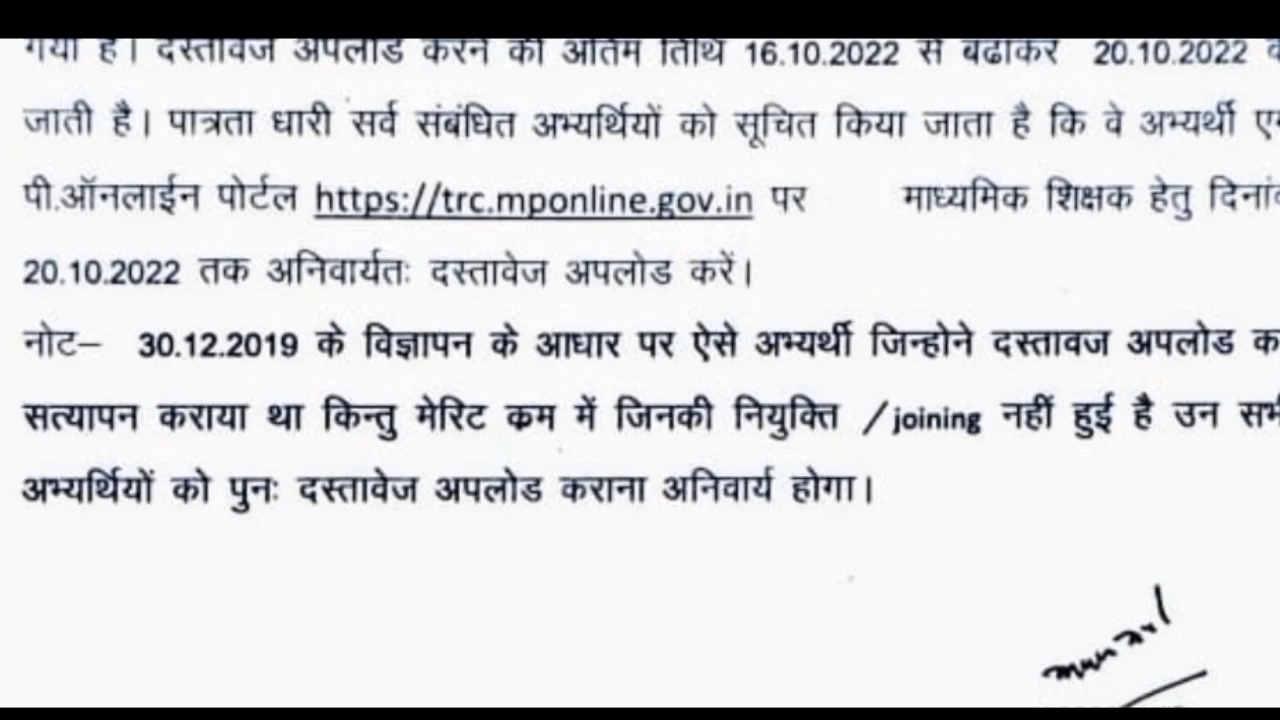 गया है। दस्तावेज अपलोड करने की अंतिम तिथि 16.10.2022 से बढाकर 20.10.2022
जाती है। पात्रता धारी सर्व संबंधित अभ्यर्थियों को सूचित किया जाता है कि वे अभ्यर्थी
पी.ऑनलाईन पोर्टल https://trc.mponline.gov.in पर माध्यमिक शिक्षक हेतु
20.10.2022 तक अनिवार्यतः दस्तावेज अपलोड करें।
नोट– 30.12.2019 के विज्ञापन के आधार पर ऐसे अभ्यर्थी जिन्होने दस्तावज अपलोड
सत्यापन कराया था किन्तु मेरिट क्रम में जिनकी नियुक्ति /joining नहीं हुई है उन
अभ्यर्थियों को पुनः दस्तावेज अपलोड कराना अनिवार्य होगा।